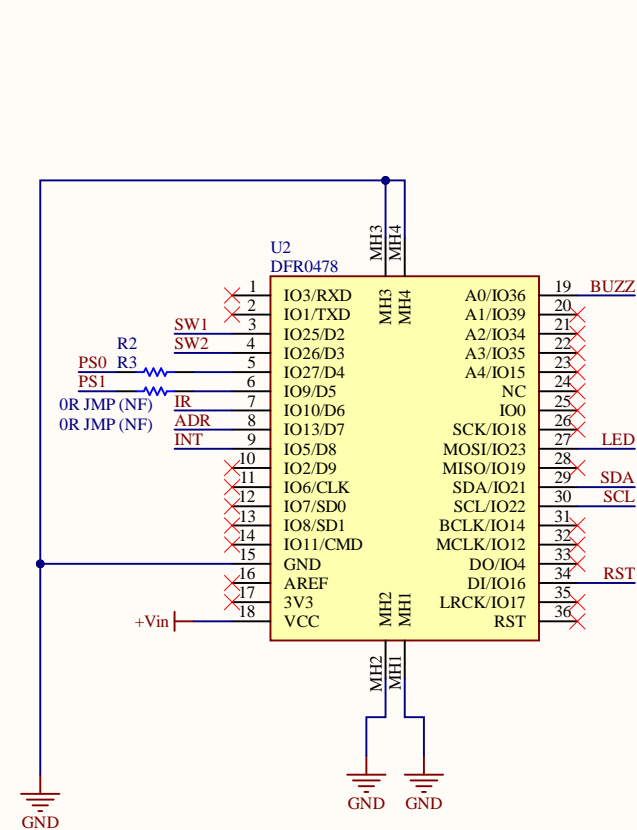 MH3 MH4
U2
DFR0478
1 IO3/RXD MH3 MH4 A0/IO36 19 BUZZ
2 IO1/TXD A1/IO39 20
SW1 3 IO25/D2 A2/IO34 21
SW2 4 IO26/D3 A3/IO35 22
R2
PS0 R3 5 IO27/D4 A4/IO15 23
PS1 6 IO9/D5 NC 24
0R JMP (NF) IR 7 IO10/D6 IO0 25
0R JMP (NF) ADR 8 IO13/D7 SCK/IO18 26
INT 9 IO5/D8 MOSI/IO23 27 LED
10 IO2/D9 MISO/IO19 28
11 IO6/CLK SDA/IO21 29 SDA
12 IO7/SD0 SCL/IO22 30 SCL
13 IO8/SD1 BCLK/IO14 31
14 IO11/CMD MCLK/IO12 32
15 GND DO/IO4 33
16 AREF DI/IO16 34 RST
17 3V3 LRCK/IO17 35
+Vin 18 VCC MH2 MH1 RST 36
MH2 MH1
GND GND
GND